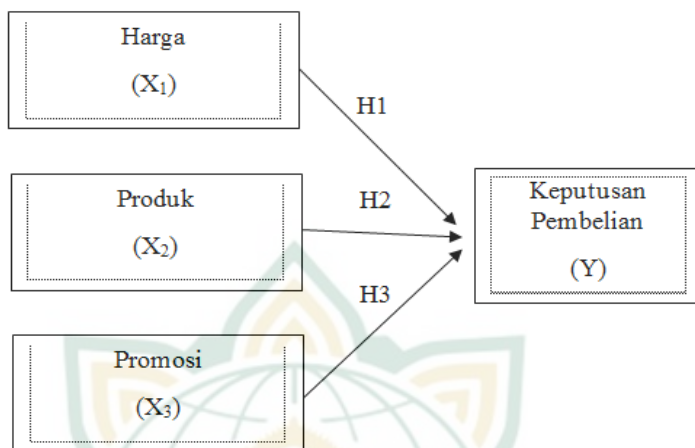 Harga
(X₁)
H1
Produk
(X₂)
H2
Keputusan
Pembelian
(Y)
H3
Promosi
(X₃)